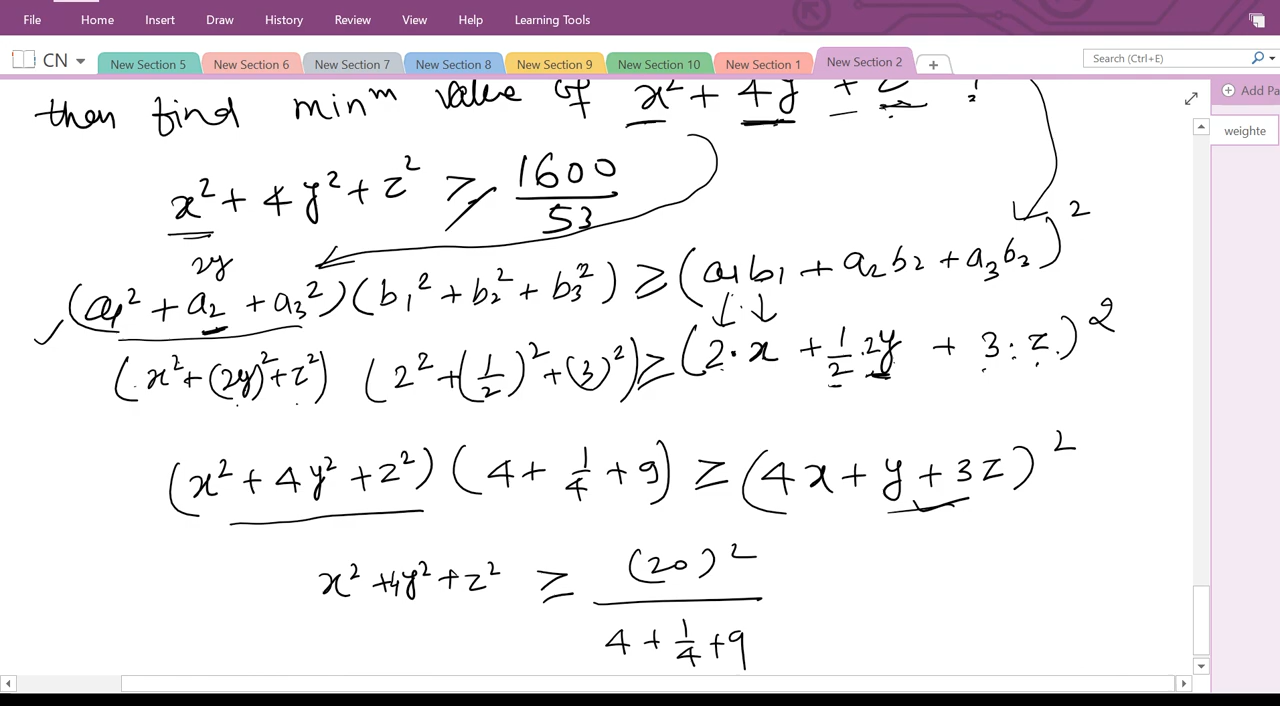 File Home Insert Draw History Review View Help Learning Tools
CN New Section 5 New Section 6 New Section 7 New Section 8 New Section 9 New Section 10 New Section 1 New Section 2 + Search (Ctrl+E)
Add Pa
weighte
then find min^m value of x² + 4y + z
x² + 4y² + z² ≥ 1600/53
2y
(a₁² + a₂ + a₃²)(b₁² + b₂² + b₃²) ≥ (a₁b₁ + a₂b₂ + a₃b₃)²
(x² + (2y)² + z²) (2² + (1/2)² + (3)²) ≥ (2·x + 1/2·2y + 3·z)²
(x² + 4y² + z²)(4 + 1/4 + 9) ≥ (4x + y + 3z)²
x² + 4y² + z² ≥ (20)²/(4 + 1/4 + 9)